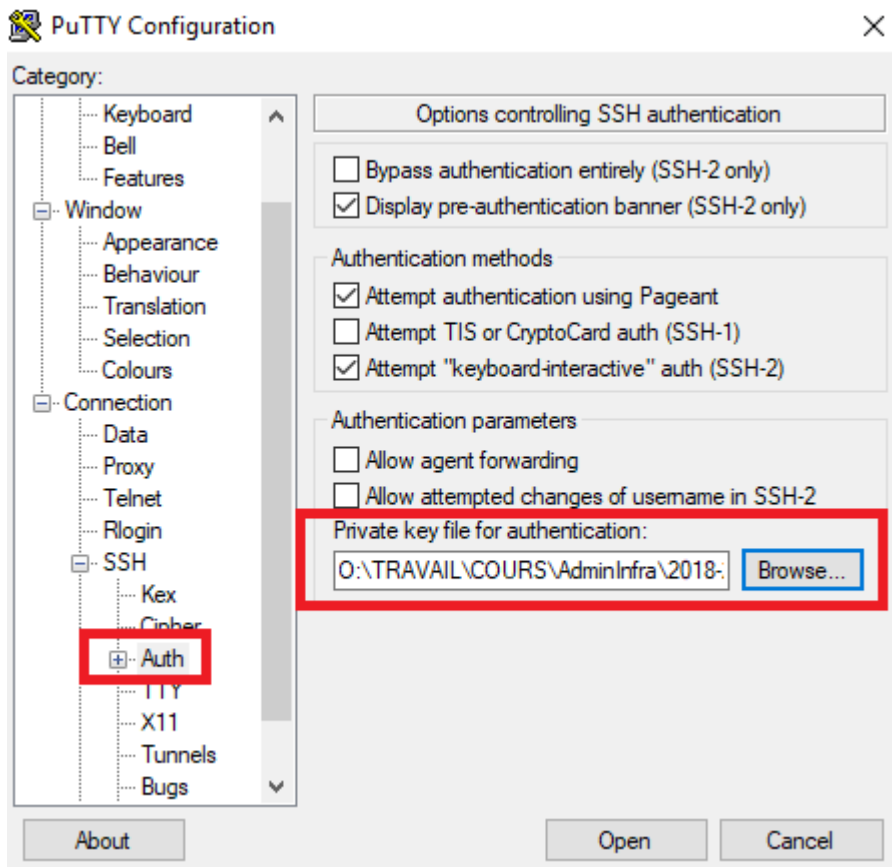 PuTTY Configuration
Category:
Keyboard
Bell
Features
Window
Appearance
Behaviour
Translation
Selection
Colours
Connection
Data
Proxy
Telnet
Rlogin
SSH
Kex
Cipher
Auth
TTY
X11
Tunnels
Bugs
Options controlling SSH authentication
Bypass authentication entirely (SSH-2 only)
Display pre-authentication banner (SSH-2 only)
Authentication methods
Attempt authentication using Pageant
Attempt TIS or CryptoCard auth (SSH-1)
Attempt "keyboard-interactive" auth (SSH-2)
Authentication parameters
Allow agent forwarding
Allow attempted changes of username in SSH-2
Private key file for authentication:
O:\TRAVAIL\COURS\AdminInfra\2018-
Browse...
About
Open
Cancel